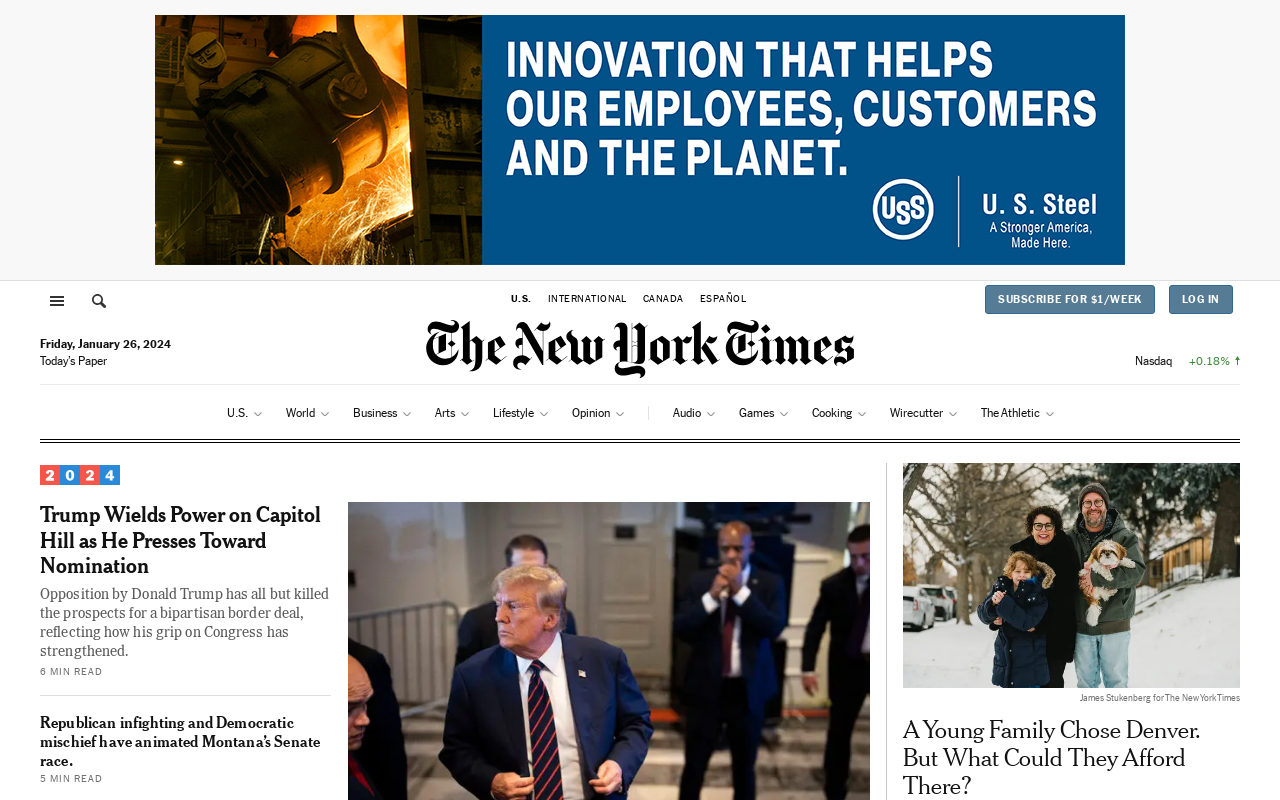 INNOVATION THAT HELPS
OUR EMPLOYEES, CUSTOMERS
AND THE PLANET.
USS
U. S. Steel
A Stronger America,
Made Here.
U.S. INTERNATIONAL CANADA ESPAÑOL
SUBSCRIBE FOR $1/WEEK
LOG IN
The New York Times
Friday, January 26, 2024
Today's Paper
Nasdaq +0.18%
U.S. World Business Arts Lifestyle Opinion Audio Games Cooking Wirecutter The Athletic
2024
Trump Wields Power on Capitol
Hill as He Presses Toward
Nomination
Opposition by Donald Trump has all but killed
the prospects for a bipartisan border deal,
reflecting how his grip on Congress has
strengthened.
6 MIN READ
Republican infighting and Democratic
mischief have animated Montana's Senate
race.
5 MIN READ
James Stukenberg for The New York Times
A Young Family Chose Denver.
But What Could They Afford
There?